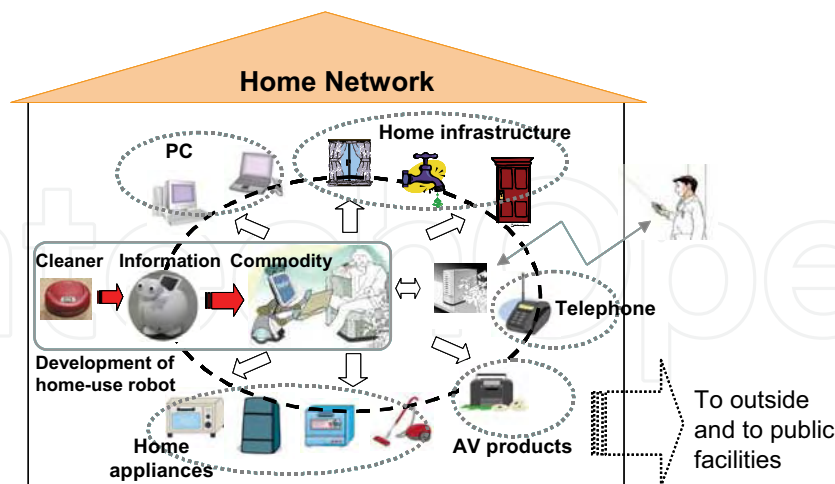 Home Network
PC
Home infrastructure
Cleaner
Information
Commodity
Telephone
Development of
home-use robot
Home
appliances
AV products
To outside
and to public
facilities